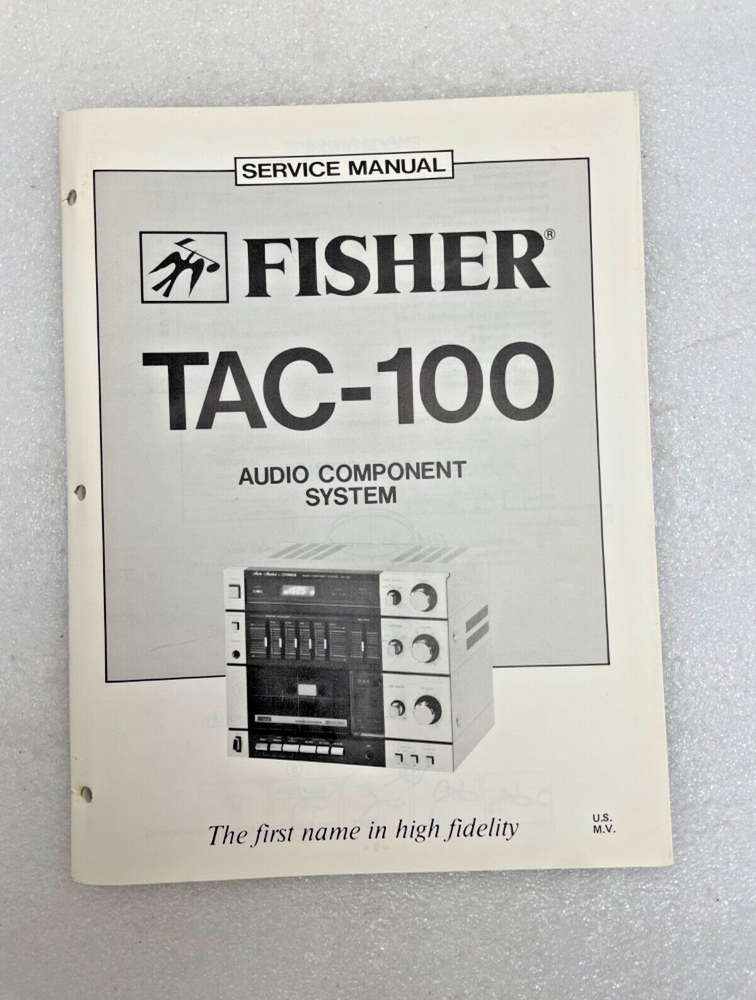 SERVICE MANUAL
FISHER®
TAC-100
AUDIO COMPONENT
SYSTEM
The first name in high fidelity
U.S.
M.V.